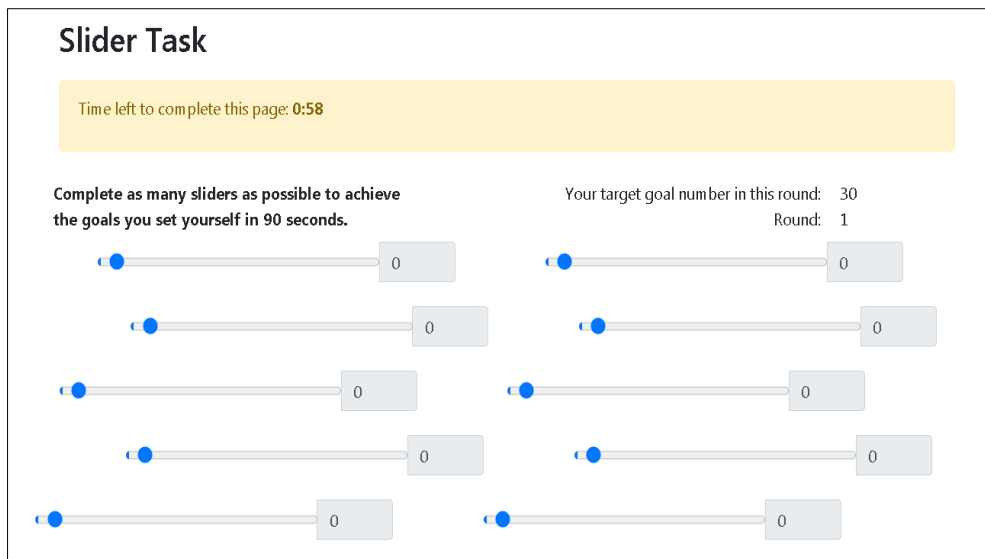 Slider Task
Time left to complete this page: 0:58
Complete as many sliders as possible to achieve
the goals you set yourself in 90 seconds.
Your target goal number in this round: 30
Round: 1
0 0
0 0
0 0
0 0
0 0